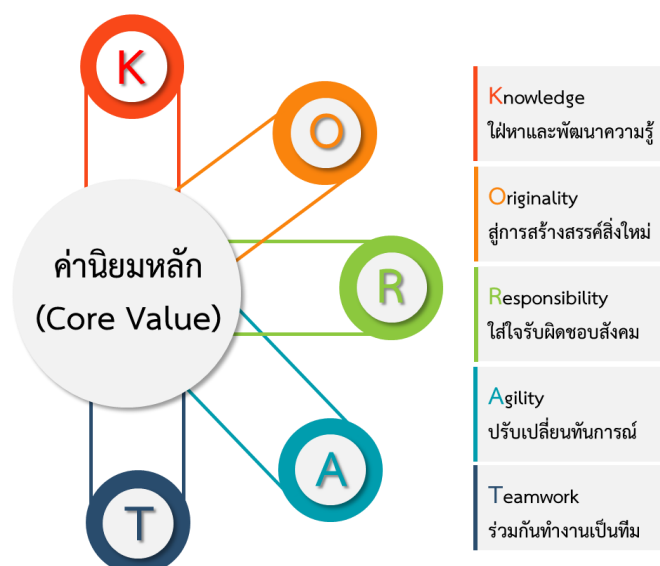 K
O
R
A
T
ค่านิยมหลัก
(Core Value)
Knowledge
ใฝ่หาและพัฒนาความรู้
Originality
สู่การสร้างสรรค์สิ่งใหม่
Responsibility
ใส่ใจรับผิดชอบสังคม
Agility
ปรับเปลี่ยนทันการณ์
Teamwork
ร่วมกันทำงานเป็นทีม